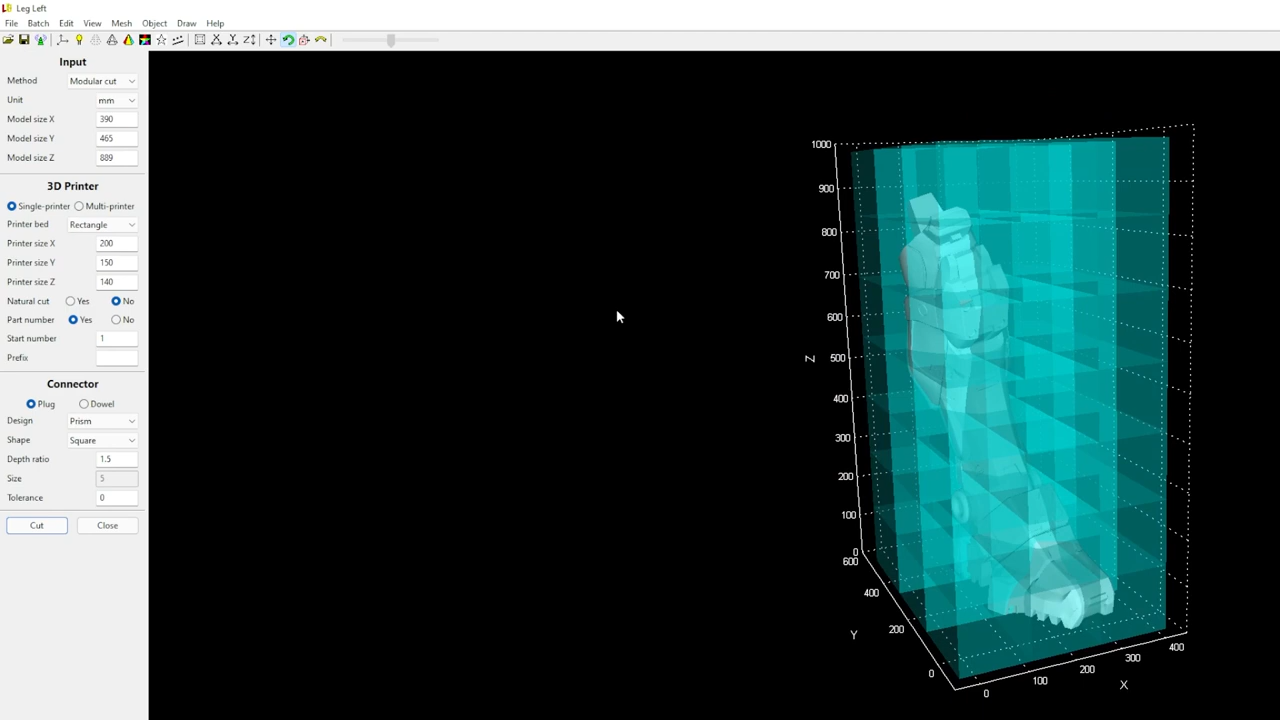 Leg Left
File Batch Edit View Mesh Object Draw Help
Input
Method Modular cut
Unit mm
Model size X 390
Model size Y 465
Model size Z 889
3D Printer
Single-printer Multi-printer
Printer bed Rectangle
Printer size X 200
Printer size Y 150
Printer size Z 140
Natural cut Yes No
Part number Yes No
Start number 1
Prefix
Connector
Plug Dowel
Design Prism
Shape Square
Depth ratio 1.5
Size 5
Tolerance 0
Cut Close
1000
900
800
700
600
Z 500
400
300
200
100
0
600
400
Y 200
0
0 100 200 300 400
X